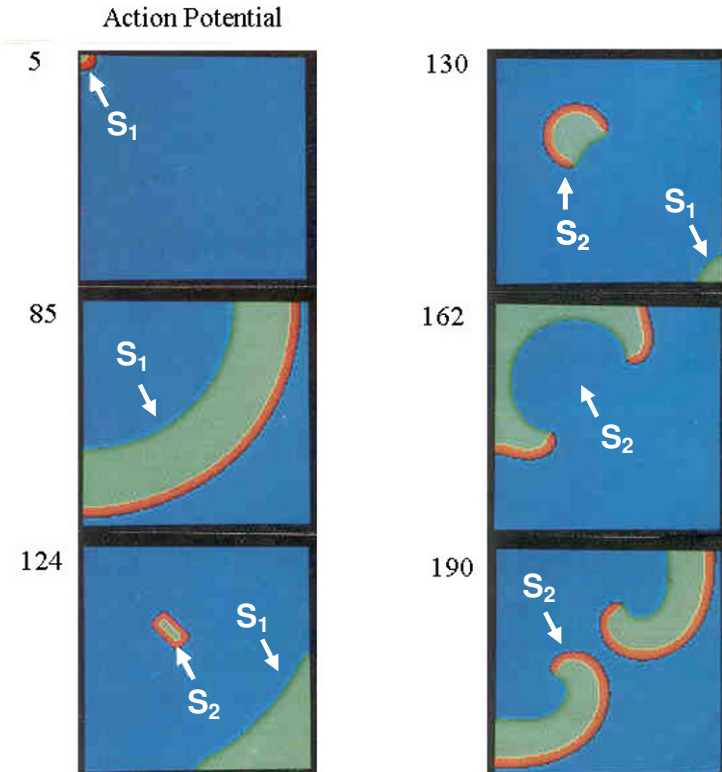 Action Potential
5
S₁
85
S₁
124
S₁
S₂
130
S₁
S₂
162
S₂
190
S₂